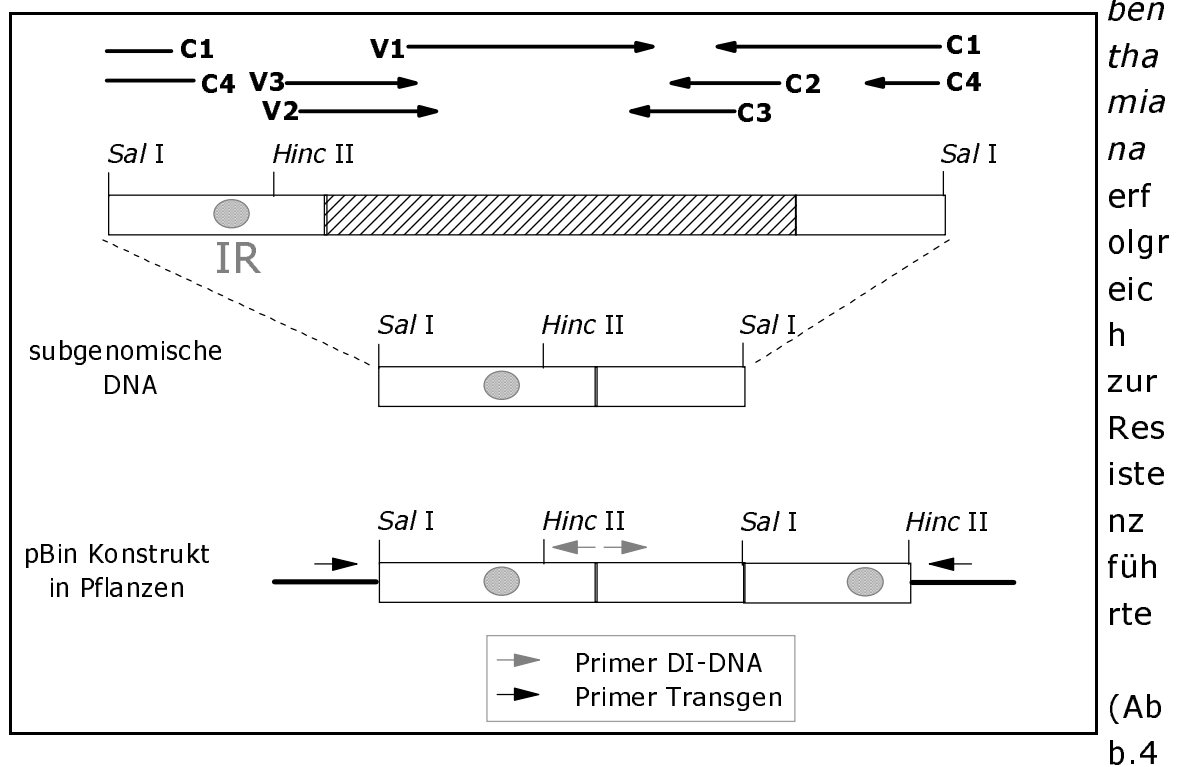 C1 V1 C1
C4 V3 C2 C4
V2 C3
Sal I Hinc II Sal I
IR
Sal I Hinc II Sal I
subgenomische
DNA
Sal I Hinc II Sal I Hinc II
pBin Konstrukt
in Pflanzen
Primer DI-DNA
Primer Transgen
ben
tha
mia
na
erf
olgr
eic
h
zur
Res
iste
nz
füh
rte
(Ab
b.4